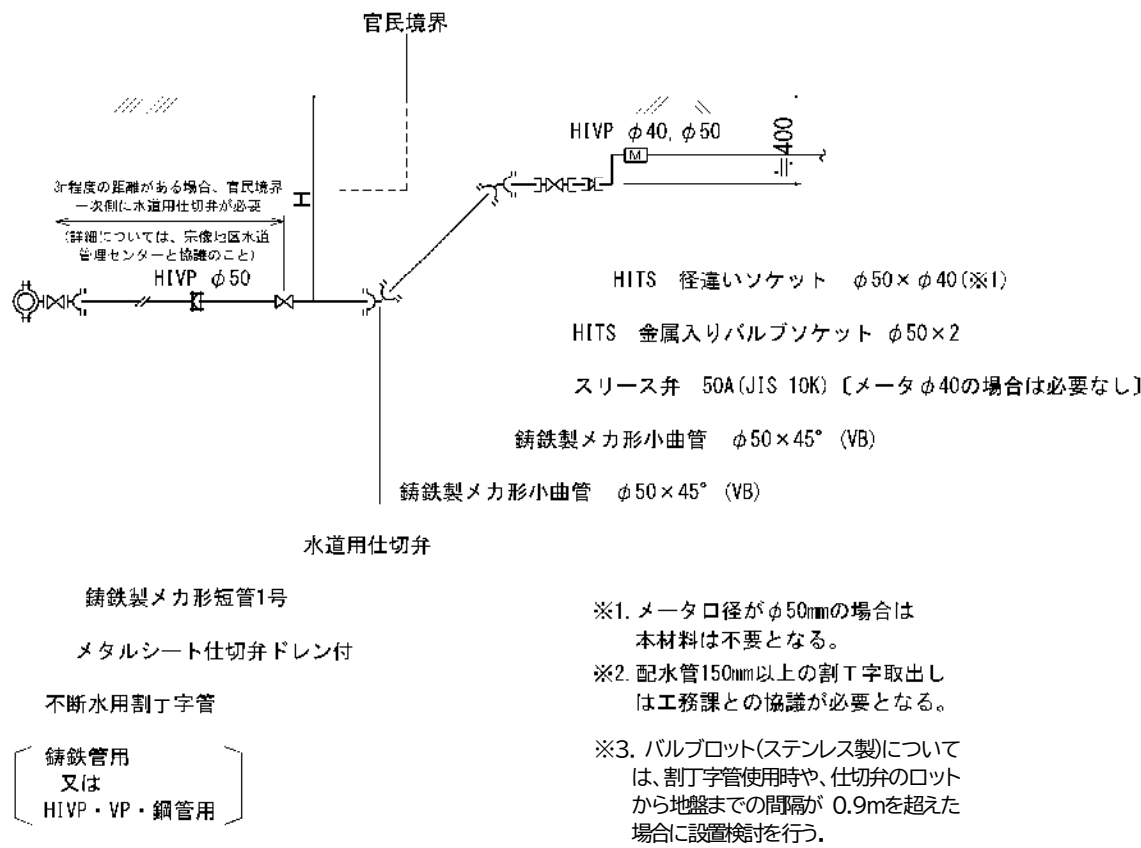 官民境界
HIVP φ40, φ50
400
H
M
3m程度の距離がある場合、官民境界
一次側に水道用仕切弁が必要
(詳細については、宗像地区水道
管理センターと協議のこと)
HIVP φ50
HITS 径違いソケット φ50×φ40(※1)
HITS 金属入りバルブソケット φ50×2
スリース弁 50A(JIS 10K) 〔メータφ40の場合は必要なし〕
鋳鉄製メカ形小曲管 φ50×45° (VB)
鋳鉄製メカ形小曲管 φ50×45° (VB)
水道用仕切弁
鋳鉄製メカ形短管1号
メタルシート仕切弁ドレン付
不断水用割丁字管
鋳鉄管用
又は
HIVP・VP・鋼管用
※1. メータ口径がφ50mmの場合は
本材料は不要となる。
※2. 配水管150mm以上の割T字取出し
は工務課との協議が必要となる。
※3. バルブロット(ステンレス製)について
は、割丁字管使用時や、仕切弁のロット
から地盤までの間隔が 0.9mを超えた
場合に設置検討を行う.